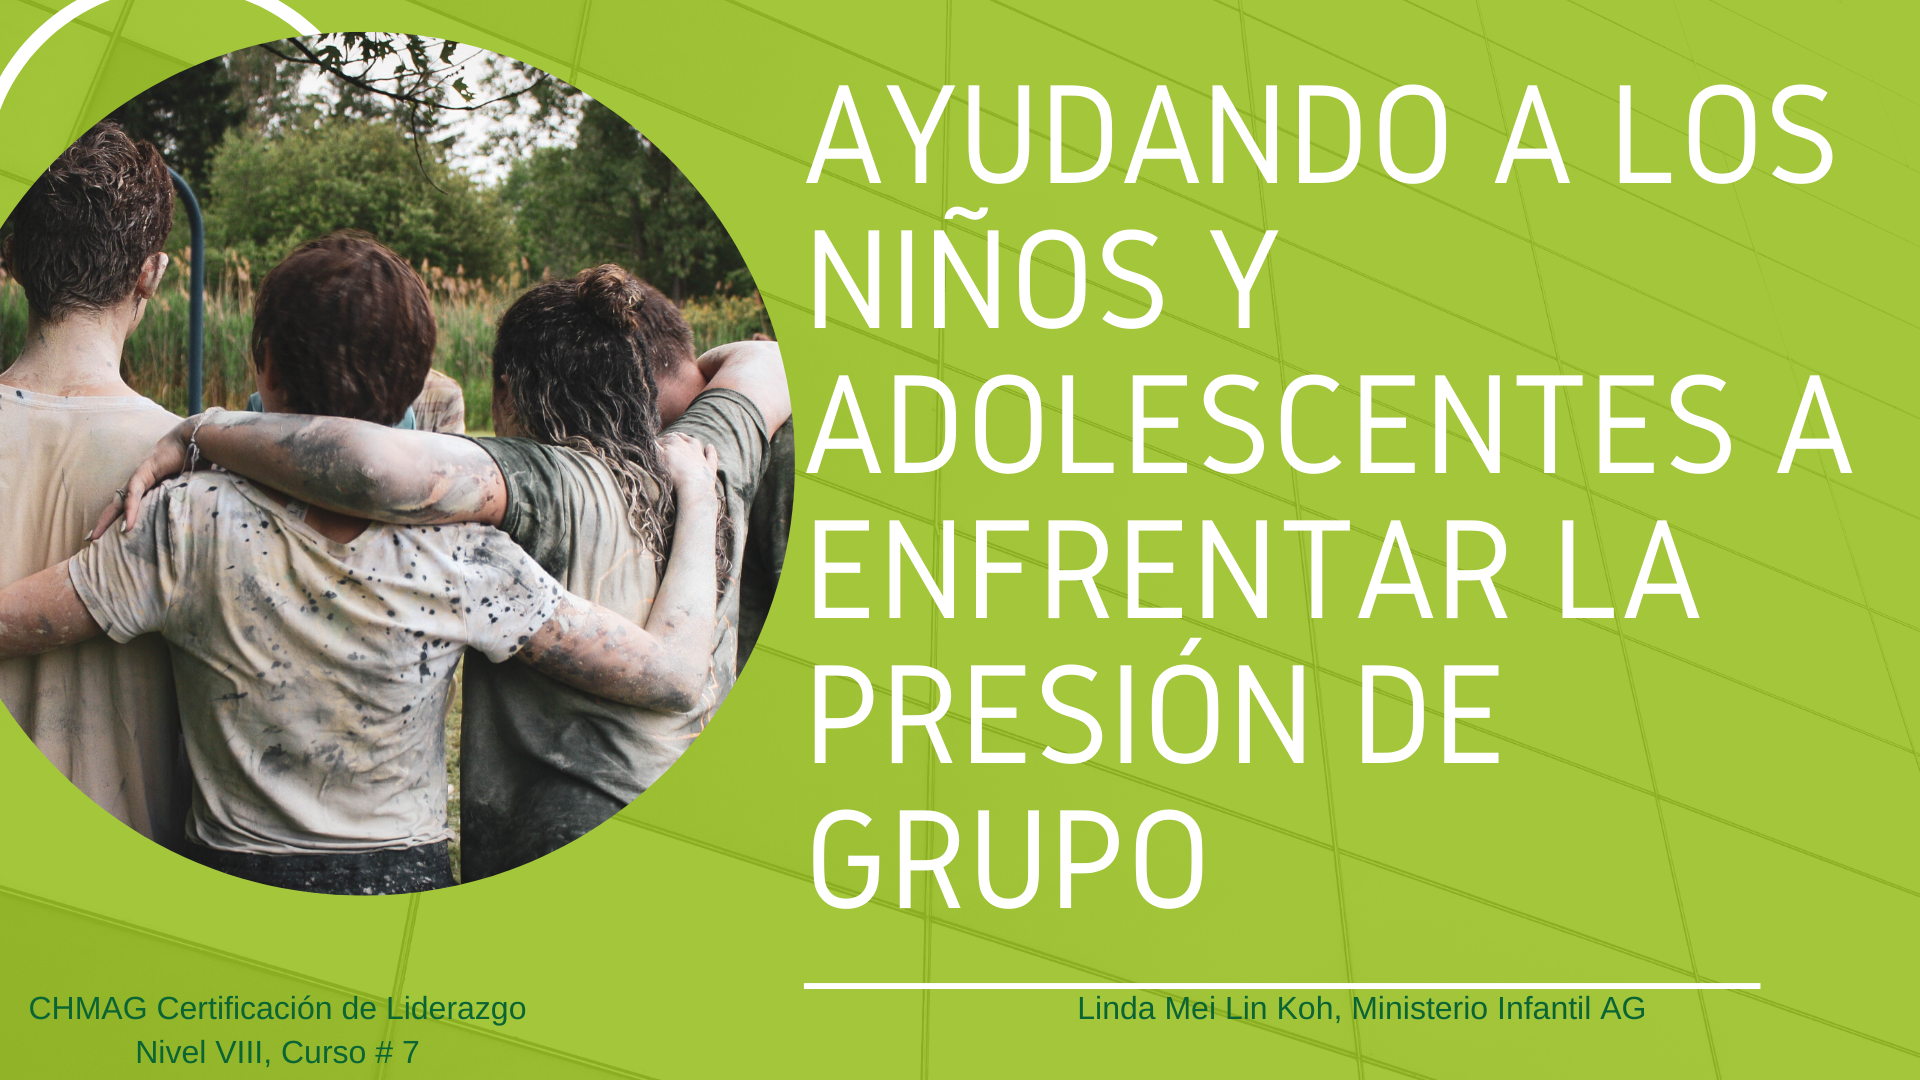 AYUDANDO A LOS
NIÑOS Y
ADOLESCENTES A
ENFRENTAR LA
PRESIÓN DE
GRUPO
CHMAG Certificación de Liderazgo
Nivel VIII, Curso # 7
Linda Mei Lin Koh, Ministerio Infantil AG